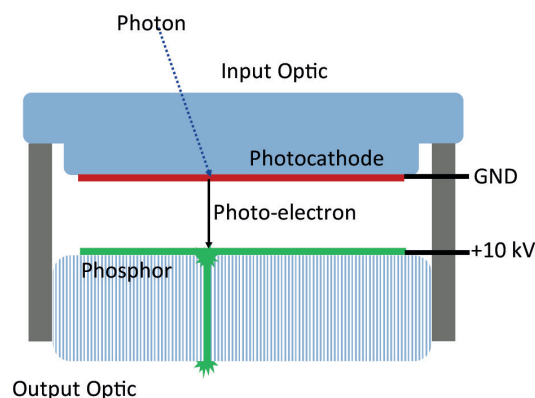 Photon
Input Optic
Photocathode
GND
Photo-electron
+10 kV
Phosphor
Output Optic